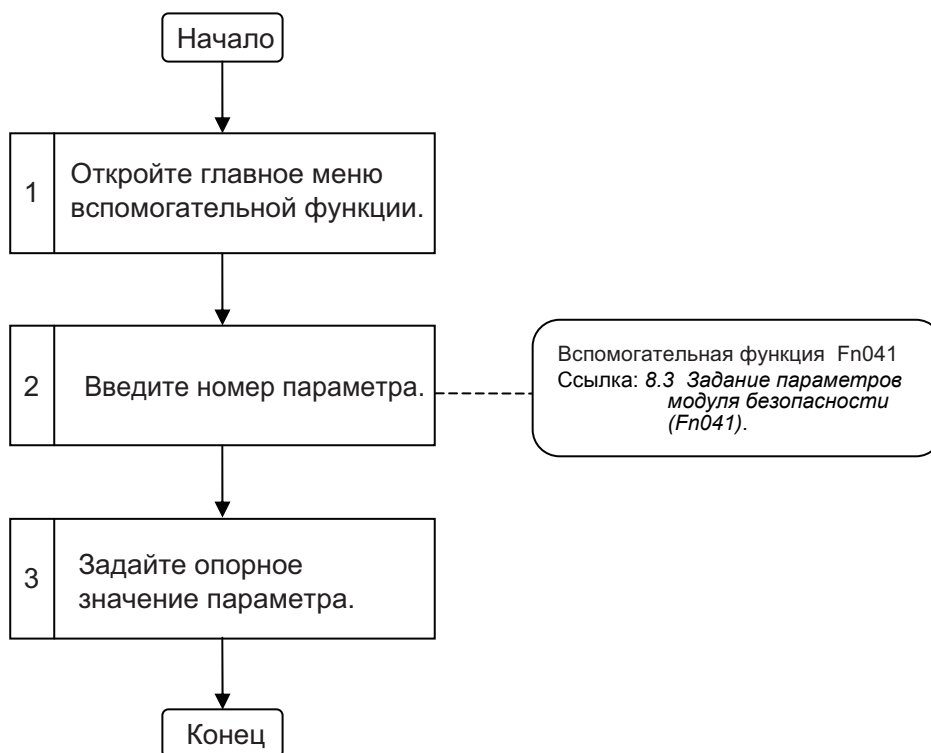 Начало
1
Откройте главное меню
вспомогательной функции.
2
Введите номер параметра.
Вспомогательная функция Fn041
Ссылка: 8.3 Задание параметров
модуля безопасности
(Fn041).
3
Задайте опорное
значение параметра.
Конец